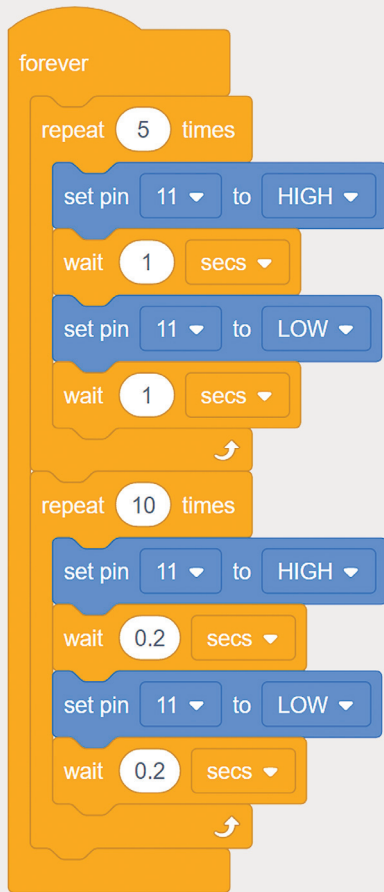 forever
repeat 5 times
set pin 11 to HIGH
wait 1 secs
set pin 11 to LOW
wait 1 secs
repeat 10 times
set pin 11 to HIGH
wait 0.2 secs
set pin 11 to LOW
wait 0.2 secs